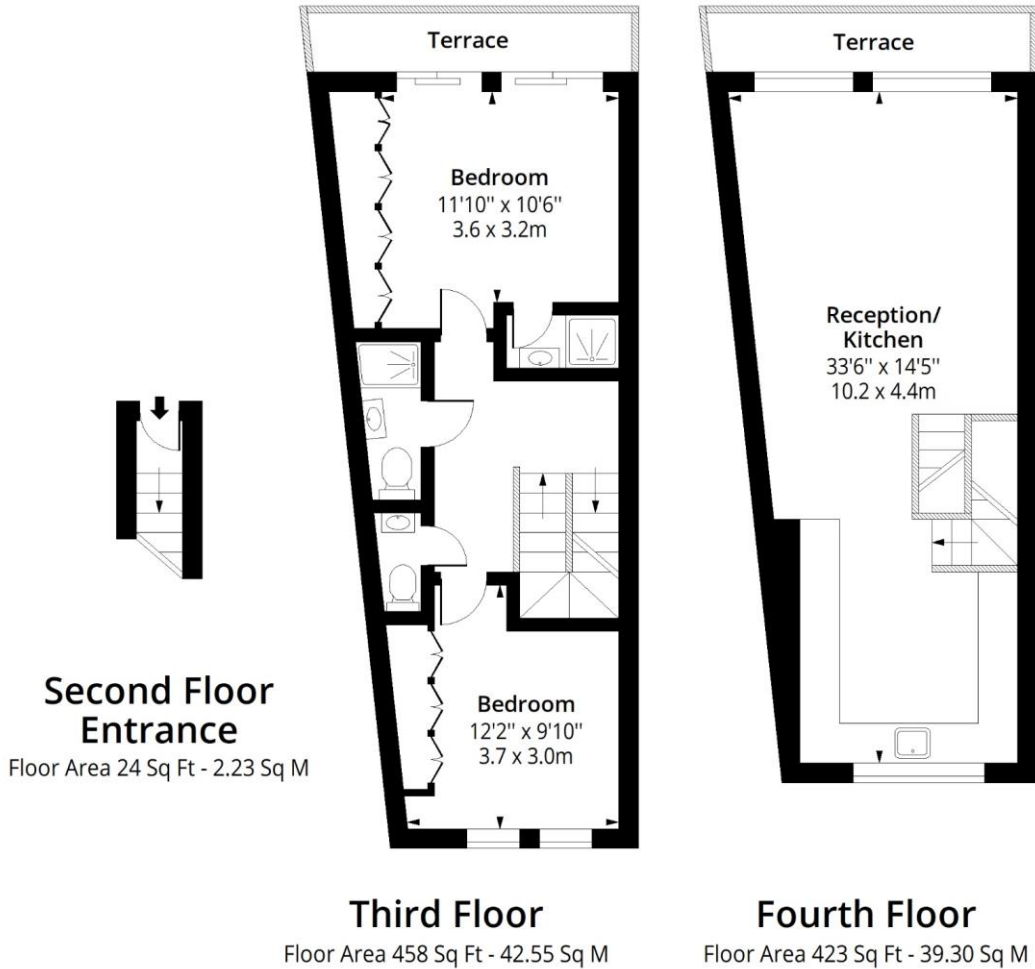 Terrace
Bedroom
11'10" x 10'6"
3.6 x 3.2m
Bedroom
12'2" x 9'10"
3.7 x 3.0m
Terrace
Reception/
Kitchen
33'6" x 14'5"
10.2 x 4.4m
Second Floor
Entrance
Floor Area 24 Sq Ft - 2.23 Sq M
Third Floor
Floor Area 458 Sq Ft - 42.55 Sq M
Fourth Floor
Floor Area 423 Sq Ft - 39.30 Sq M